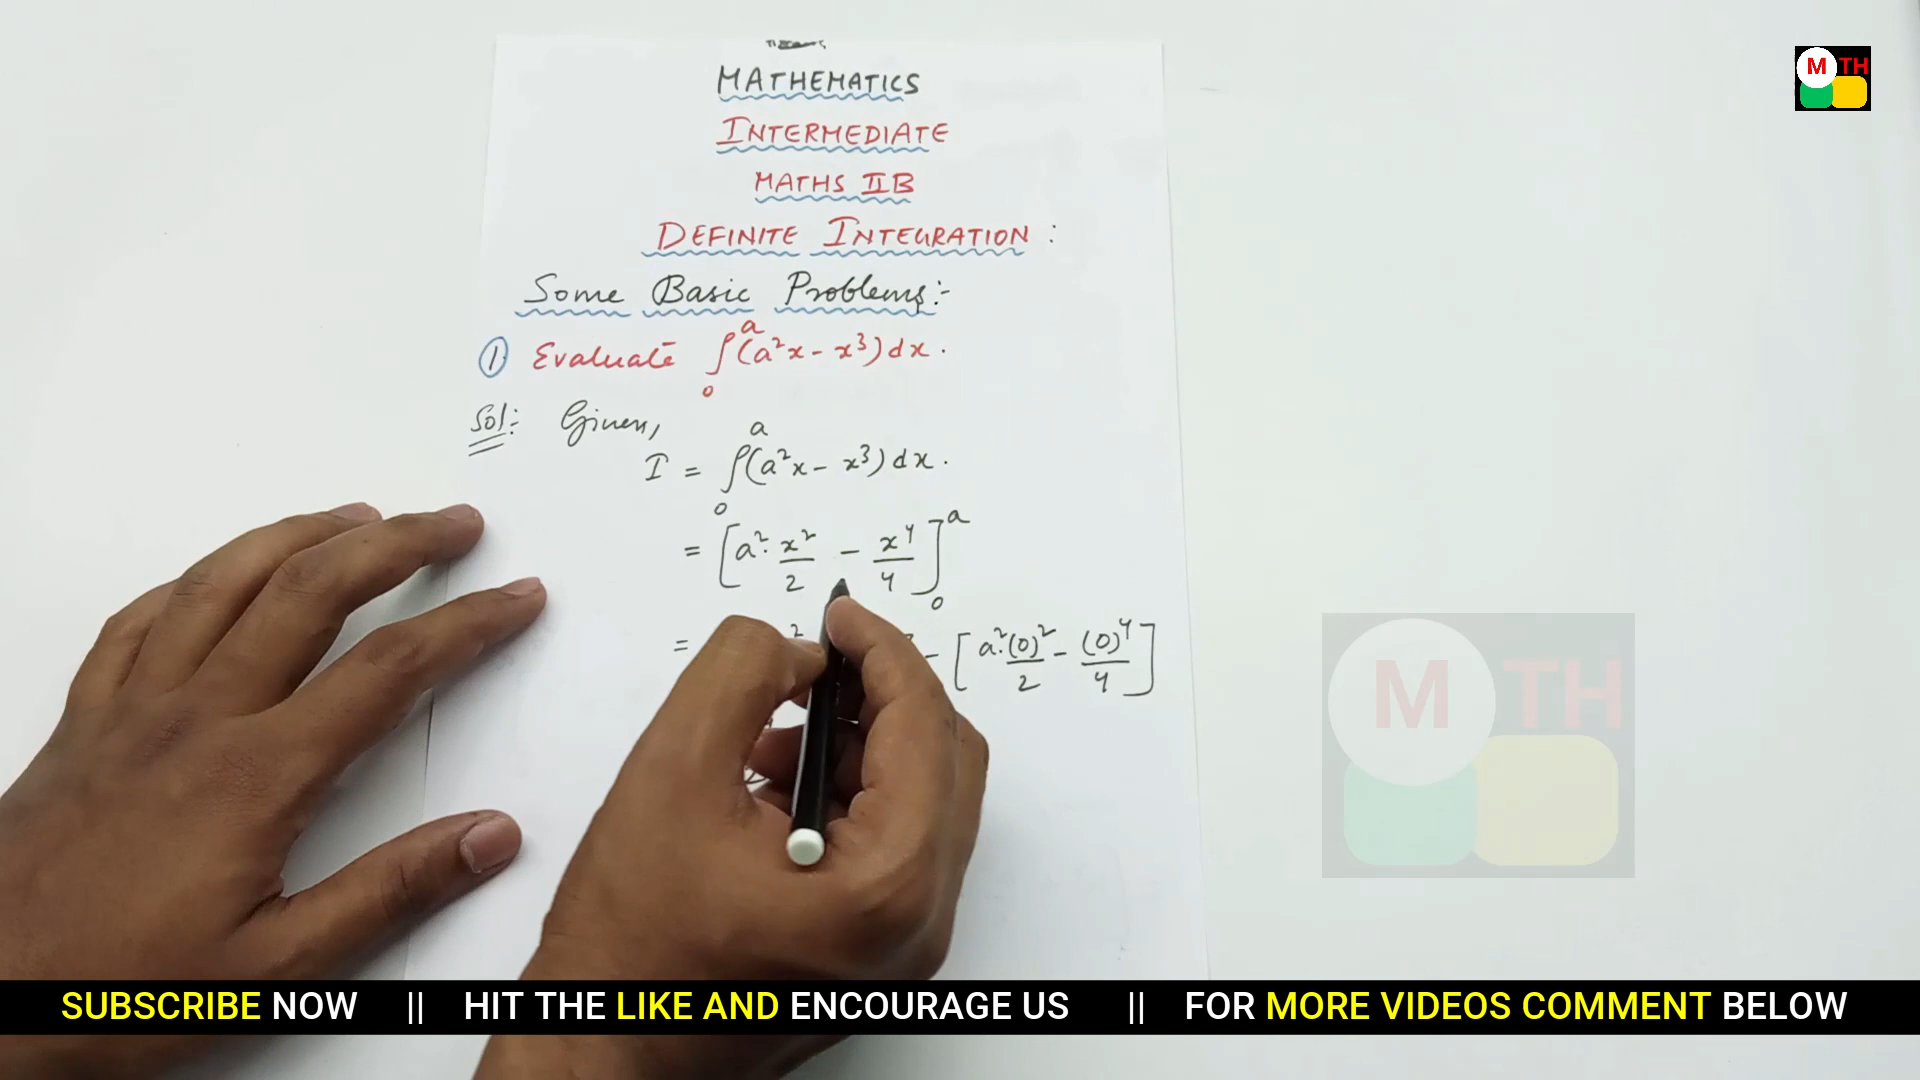 MATHEMATICS
INTERMEDIATE
MATHS IIB
DEFINITE INTEGRATION :
Some Basic Problems:-
① Evaluate ∫₀ᵃ (a²x - x³) dx.
Sol:- Given,
I = ∫₀ᵃ (a²x - x³) dx.
= [a²· x²/2 - x⁴/4]₀ᵃ
= - [a²·(0)²/2 - (0)⁴/4]
M TH
M TH
SUBSCRIBE NOW || HIT THE LIKE AND ENCOURAGE US || FOR MORE VIDEOS COMMENT BELOW